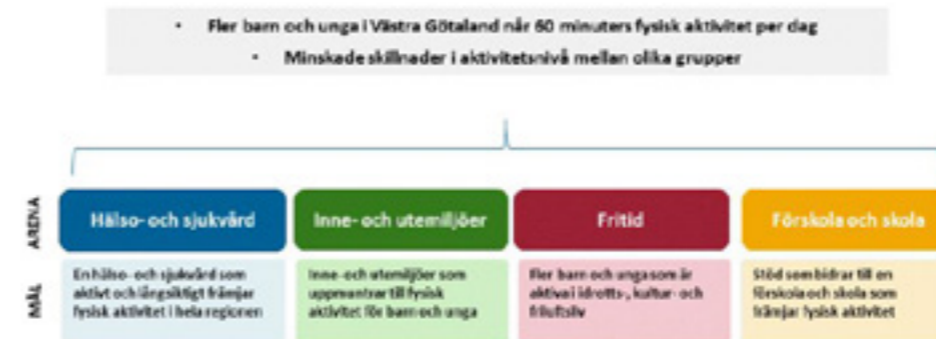 • Fler barn och unga i Västra Götaland når 60 minuters fysisk aktivitet per dag
• Minskade skillnader i aktivitetsnivå mellan olika grupper
ARENA
Hälso- och sjukvård
Inne- och utemiljöer
Fritid
Förskola och skola
MÅL
En hälso- och sjukvård som
aktivt och långsiktigt främjar
fysisk aktivitet i hela regionen
Inne- och utemiljöer som
uppmuntrar till fysisk
aktivitet för barn och unga
Fler barn och unga som är
aktiva i idrotts-, kultur- och
friluftsliv
Stöd som bidrar till en
förskola och skola som
främjar fysisk aktivitet